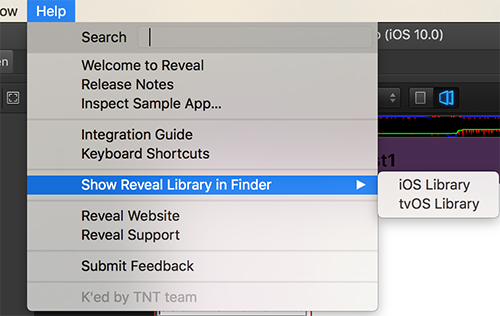 ow Help
Search
(iOS 10.0)
en
Welcome to Reveal
Release Notes
Inspect Sample App...
Integration Guide
Keyboard Shortcuts
st1
Show Reveal Library in Finder
iOS Library
tvOS Library
Reveal Website
Reveal Support
Submit Feedback
K'ed by TNT team